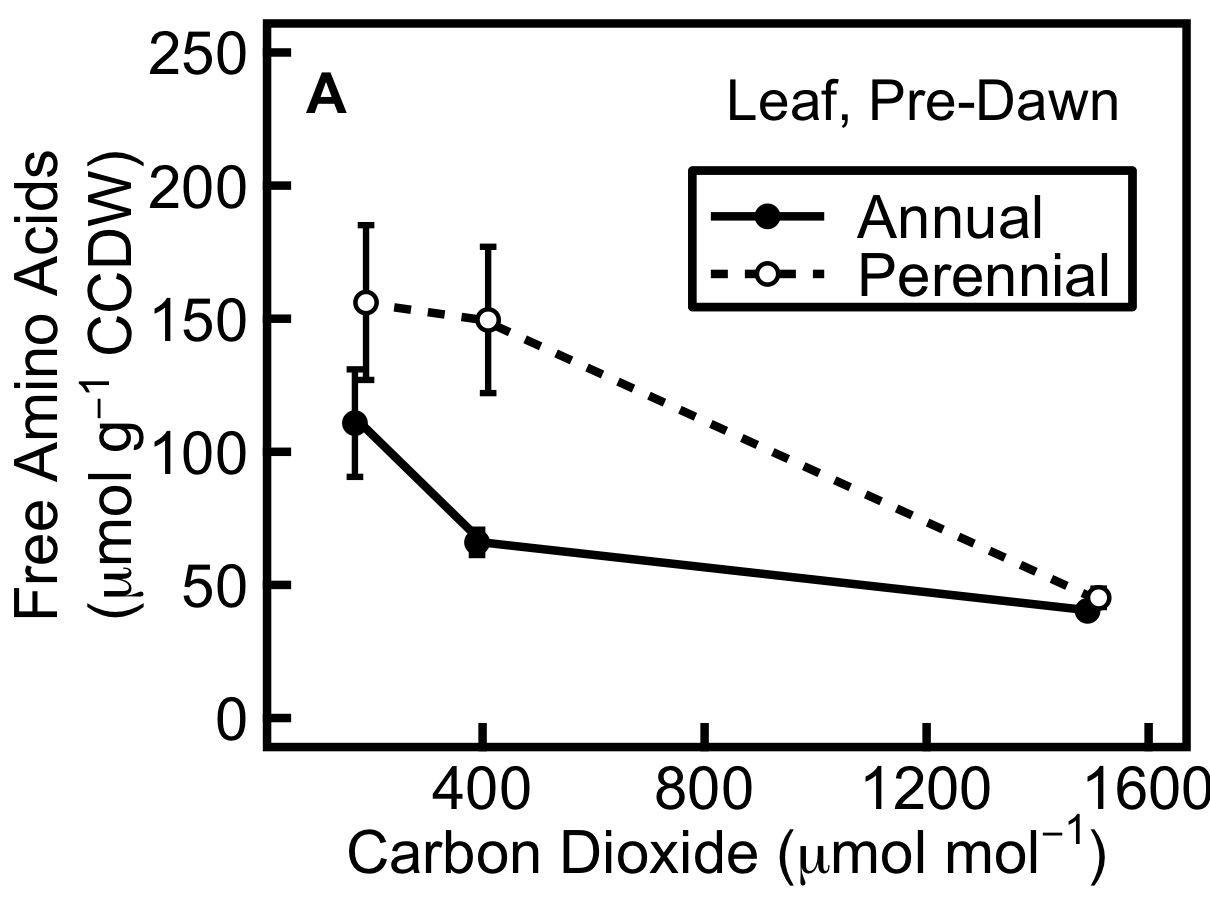 A
Leaf, Pre-Dawn
Annual
Perennial
Free Amino Acids
(μmol g⁻¹ CCDW)
250
200
150
100
50
0
400 800 1200 1600
Carbon Dioxide (μmol mol⁻¹)